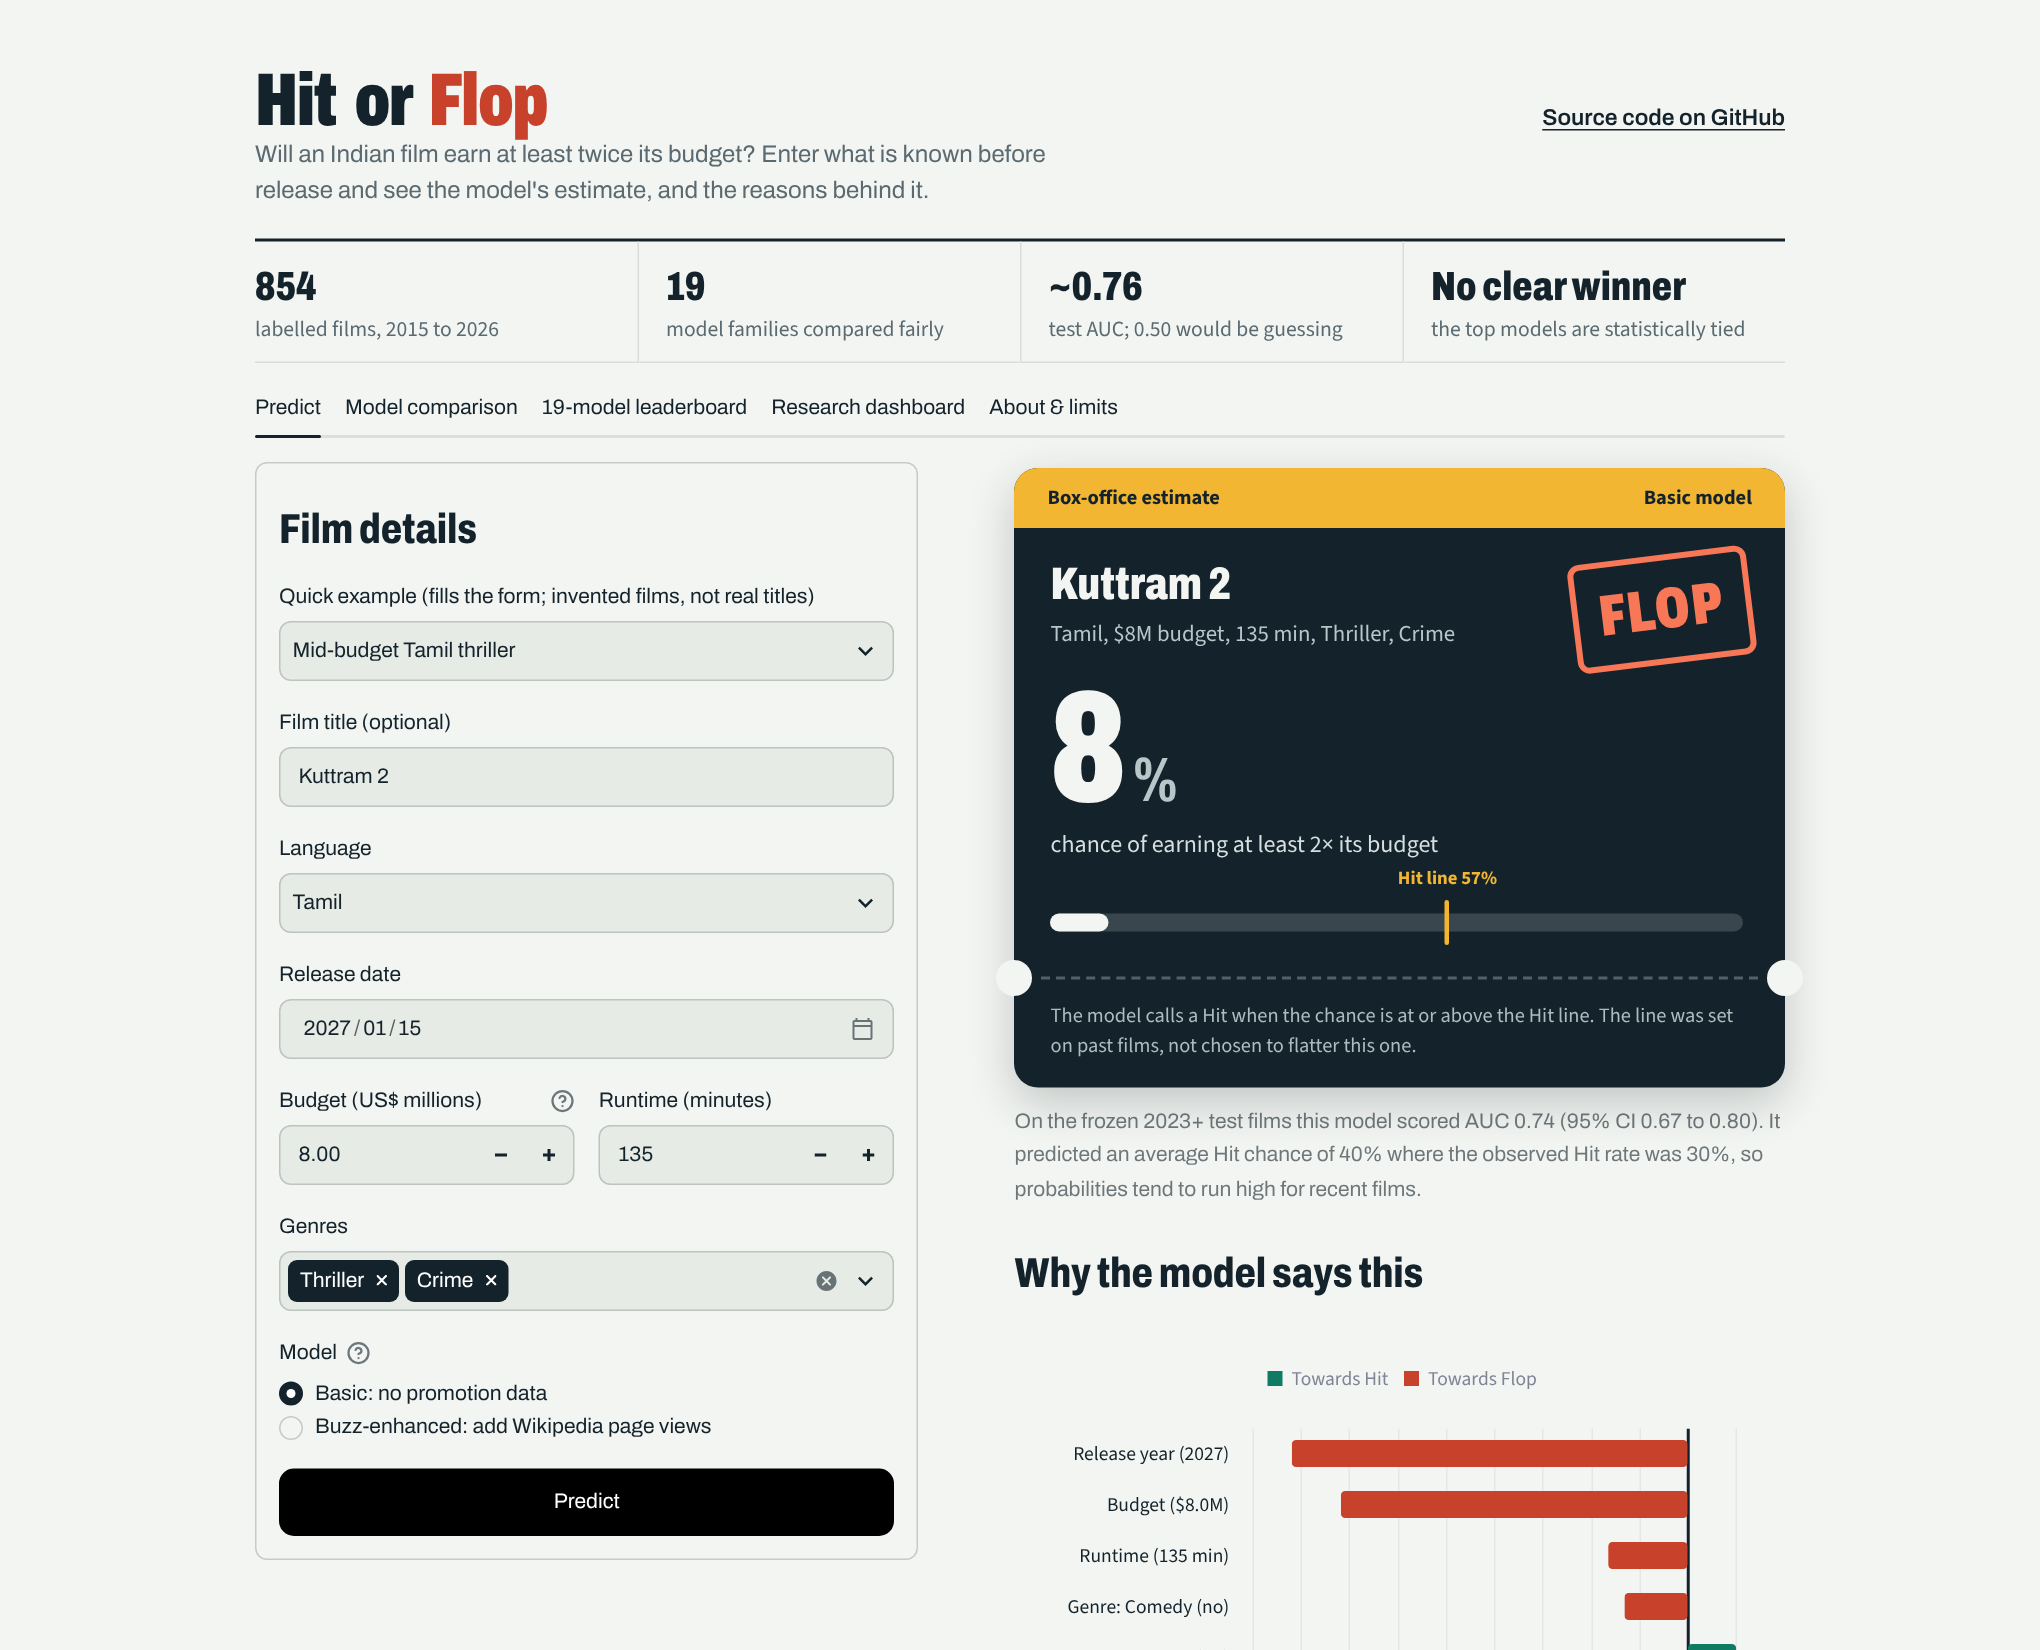 Hit or Flop
Source code on GitHub
Will an Indian film earn at least twice its budget? Enter what is known before
release and see the model's estimate, and the reasons behind it.
854
labelled films, 2015 to 2026
19
model families compared fairly
~0.76
test AUC; 0.50 would be guessing
No clear winner
the top models are statistically tied
Predict
Model comparison
19-model leaderboard
Research dashboard
About & limits
Film details
Quick example (fills the form; invented films, not real titles)
Mid-budget Tamil thriller
Film title (optional)
Kuttram 2
Language
Tamil
Release date
2027/01/15
Budget (US$ millions)
Runtime (minutes)
8.00
135
Genres
Thriller
Crime
Model
Basic: no promotion data
Buzz-enhanced: add Wikipedia page views
Predict
Box-office estimate
Basic model
Kuttram 2
FLOP
Tamil, $8M budget, 135 min, Thriller, Crime
8%
chance of earning at least 2× its budget
Hit line 57%
The model calls a Hit when the chance is at or above the Hit line. The line was set
on past films, not chosen to flatter this one.
On the frozen 2023+ test films this model scored AUC 0.74 (95% CI 0.67 to 0.80). It
predicted an average Hit chance of 40% where the observed Hit rate was 30%, so
probabilities tend to run high for recent films.
Why the model says this
Towards Hit
Towards Flop
Release year (2027)
Budget ($8.0M)
Runtime (135 min)
Genre: Comedy (no)